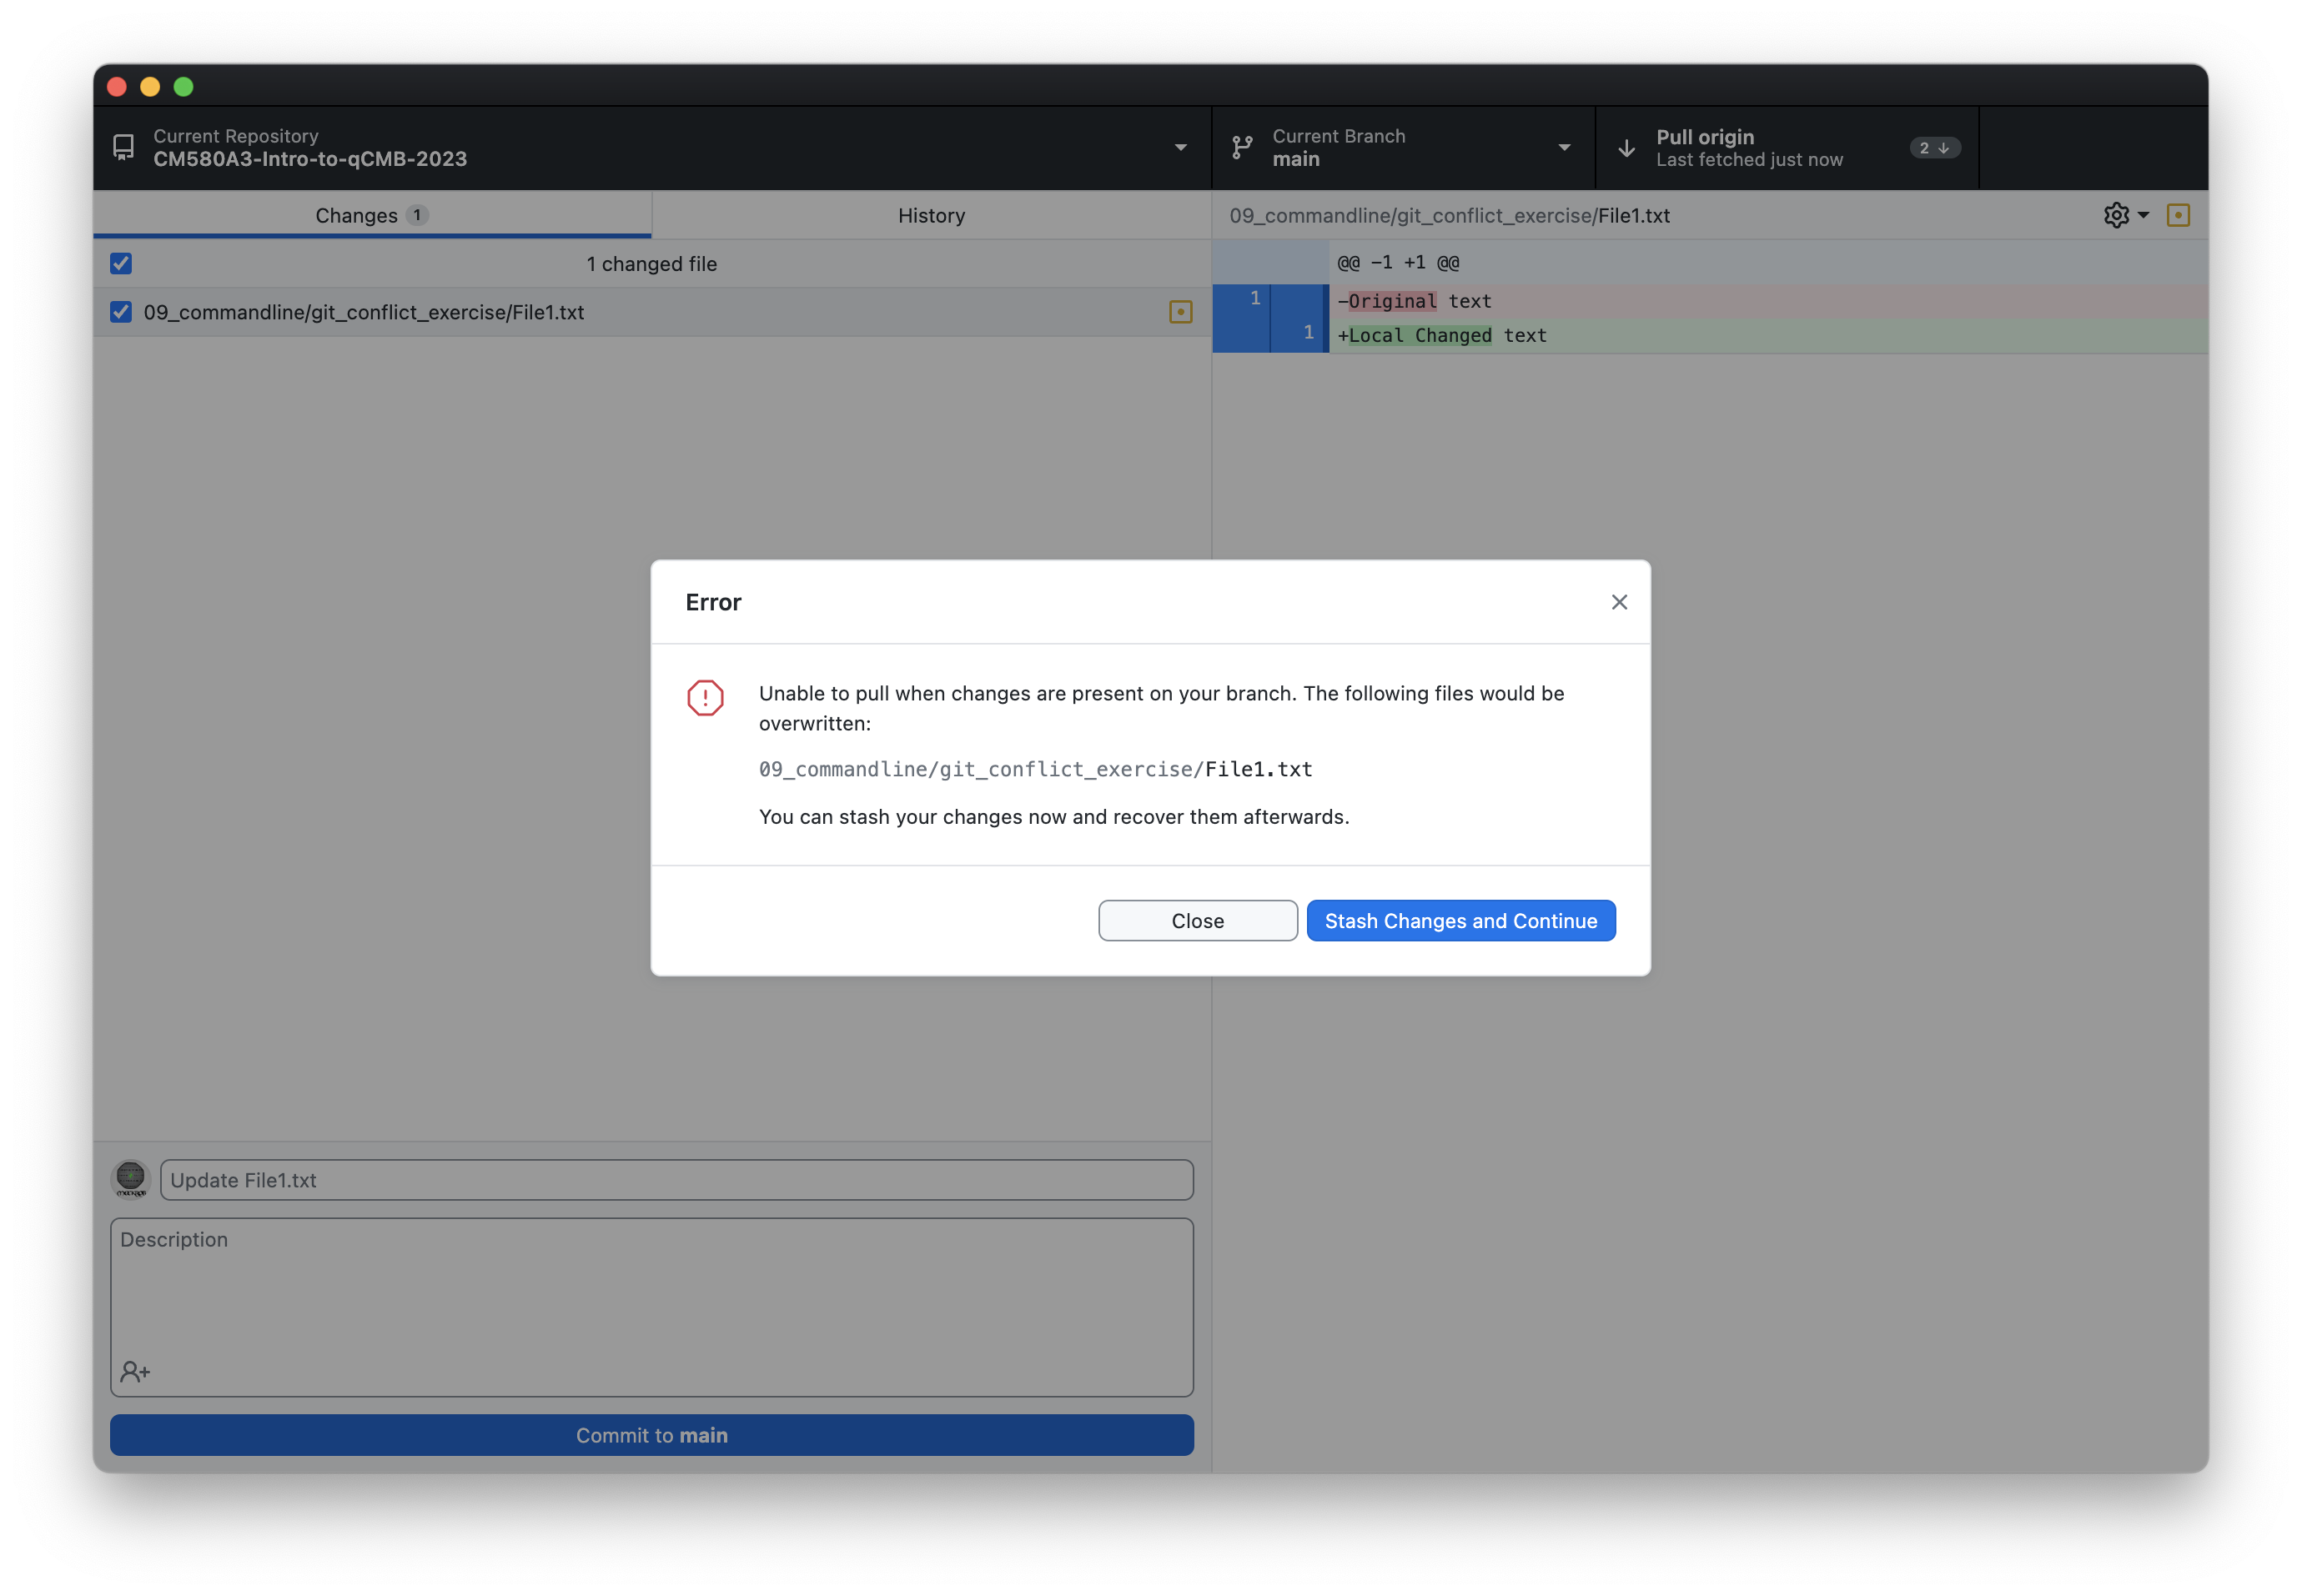 Current Repository
CM580A3-Intro-to-qCMB-2023
Current Branch
main
Pull origin
Last fetched just now
2
Changes 1
History
09_commandline/git_conflict_exercise/File1.txt
1 changed file
09_commandline/git_conflict_exercise/File1.txt
@@ -1 +1 @@
1 -Original text
1 +Local Changed text
Error
Unable to pull when changes are present on your branch. The following files would be
overwritten:
09_commandline/git_conflict_exercise/File1.txt
You can stash your changes now and recover them afterwards.
Close
Stash Changes and Continue
Update File1.txt
Description
Commit to main